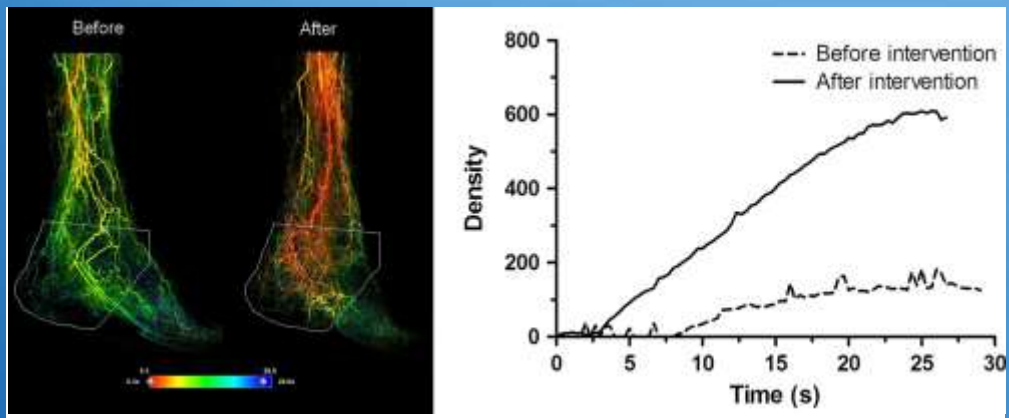 Before After
Before intervention
After intervention
800
600
400
200
0
Density
0 5 10 15 20 25 30
Time (s)